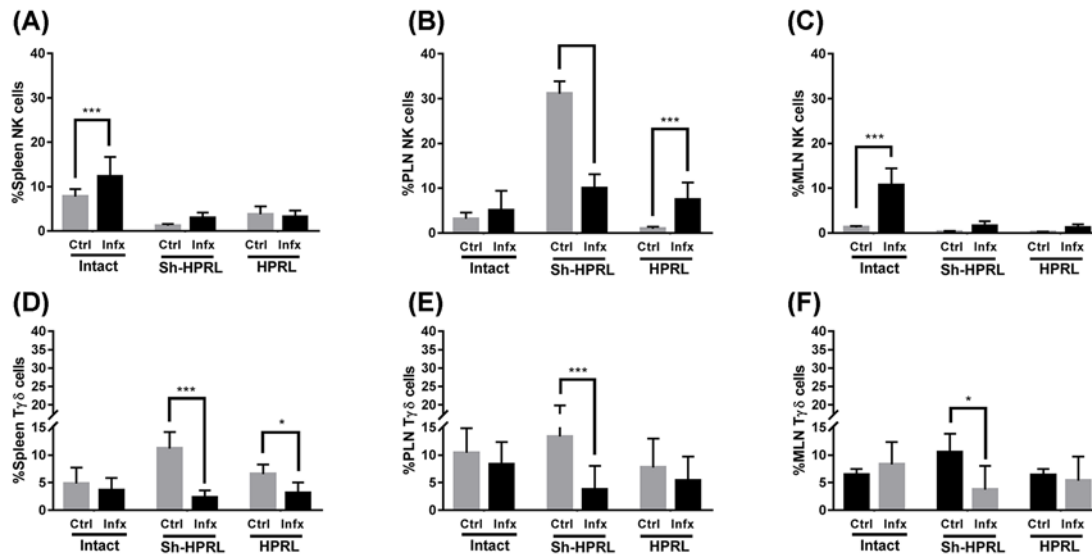 (A)
%Spleen NK cells
40
30
20
10
0
***
Ctrl Infx Ctrl Infx Ctrl Infx
Intact Sh-HPRL HPRL
(B)
%PLN NK cells
40
30
20
10
0
***
Ctrl Infx Ctrl Infx Ctrl Infx
Intact Sh-HPRL HPRL
(C)
%MLN NK cells
40
30
20
10
0
***
Ctrl Infx Ctrl Infx Ctrl Infx
Intact Sh-HPRL HPRL
(D)
%Spleen Tγδ cells
40
35
30
25
20
15
10
5
0
***
*
Ctrl Infx Ctrl Infx Ctrl Infx
Intact Sh-HPRL HPRL
(E)
%PLN Tγδ cells
40
35
30
25
20
15
10
5
0
***
Ctrl Infx Ctrl Infx Ctrl Infx
Intact Sh-HPRL HPRL
(F)
%MLN Tγδ cells
40
35
30
25
20
15
10
5
0
*
Ctrl Infx Ctrl Infx Ctrl Infx
Intact Sh-HPRL HPRL